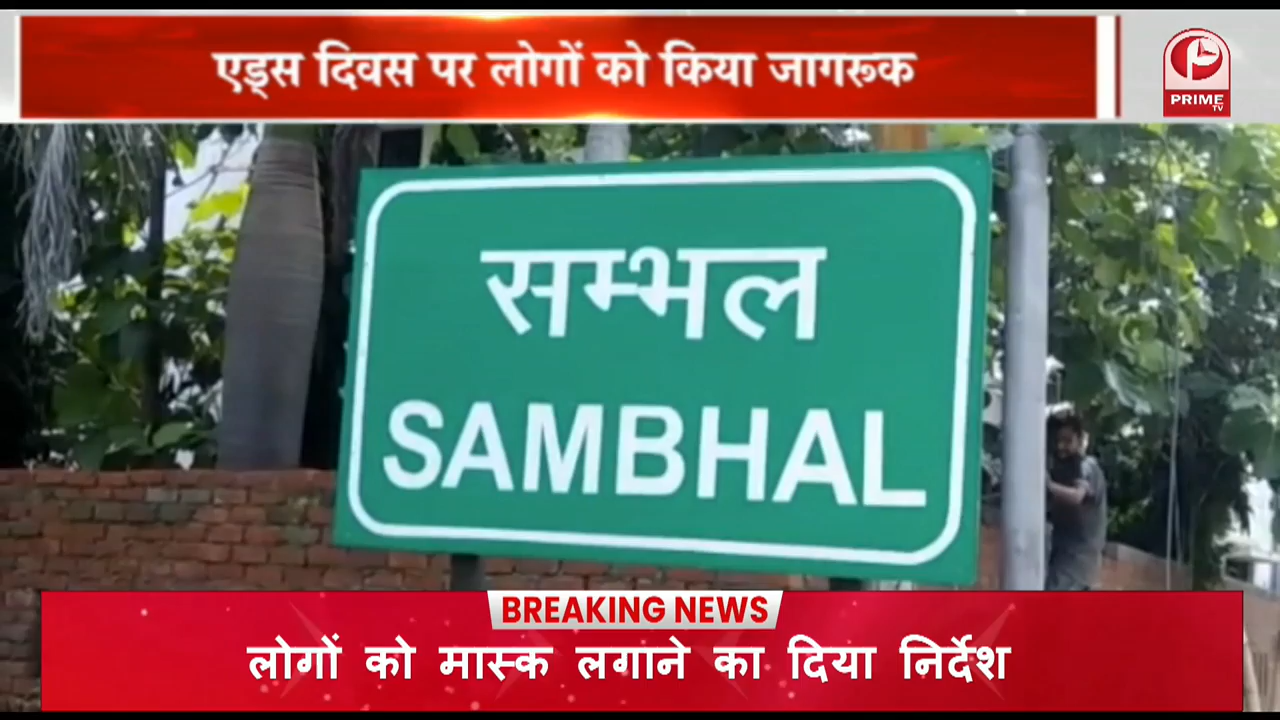 एड्स दिवस पर लोगों को किया जागरूक
PRIME
TV
सम्भल
SAMBHAL
BREAKING NEWS
लोगों को मास्क लगाने का दिया निर्देश